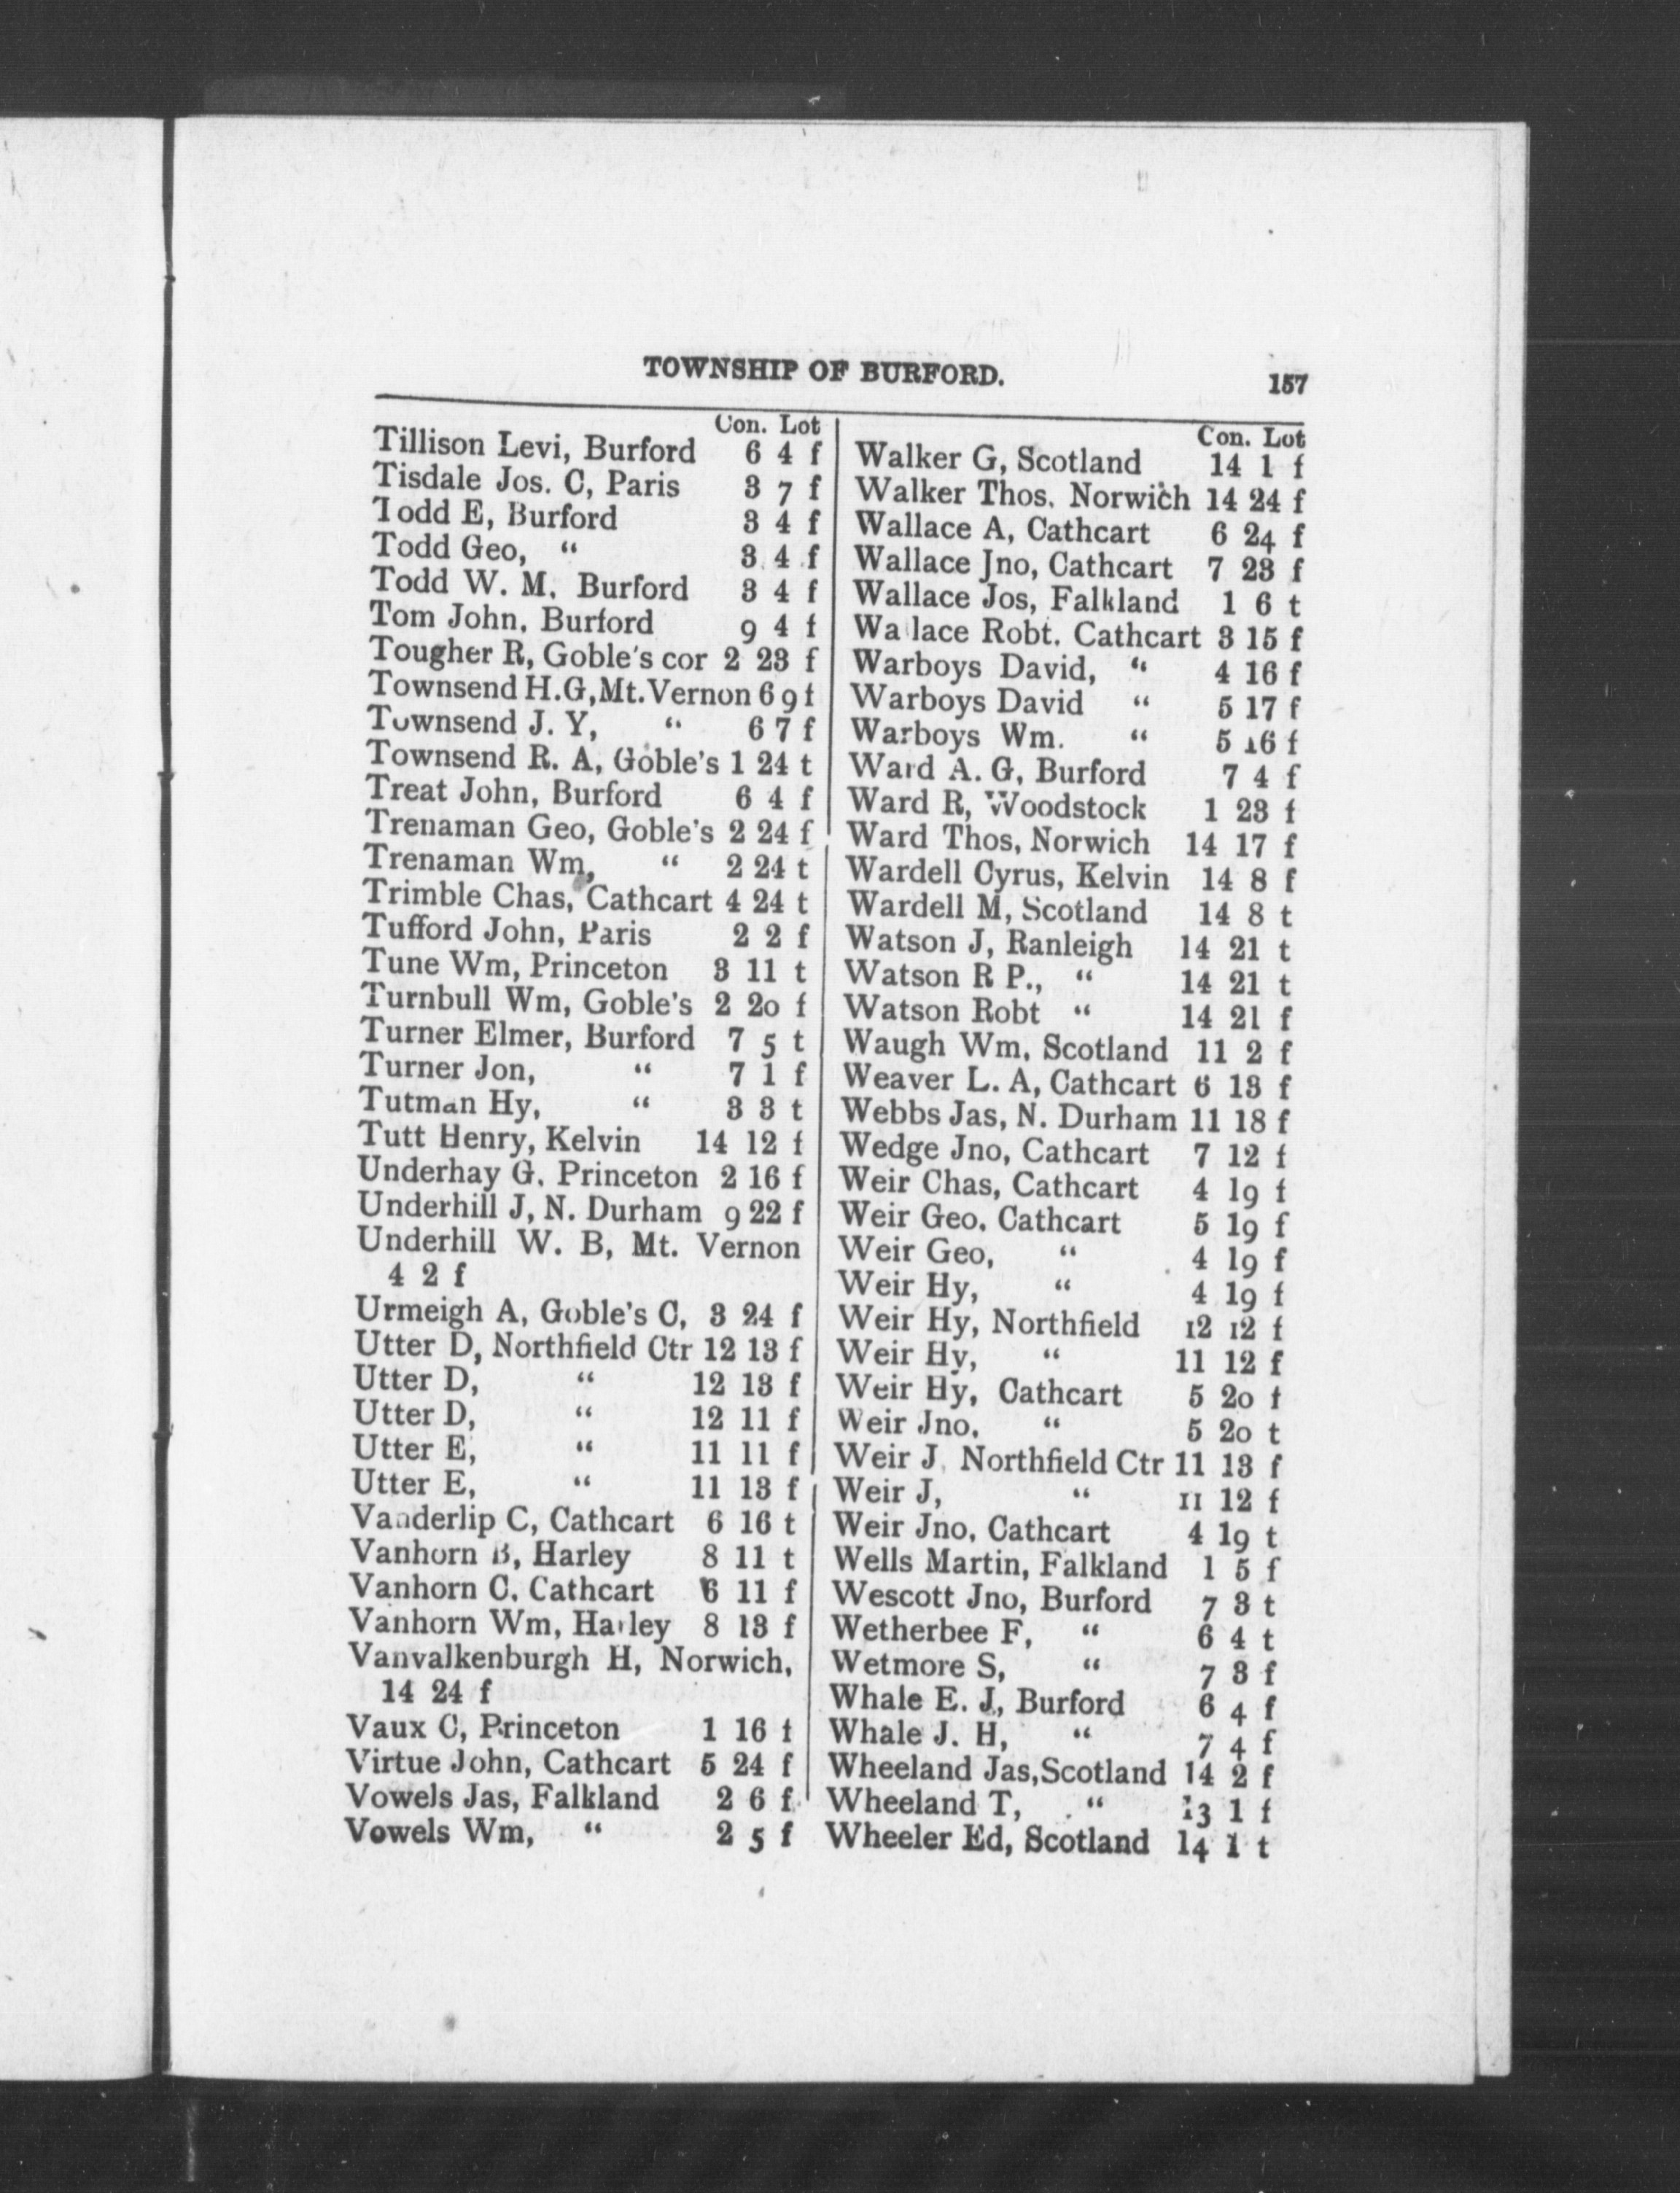 TOWNSHIP OF BURFORD. 157
Con. Lot
Tillison Levi, Burford 6 4 f
Tisdale Jos. C, Paris 3 7 f
Todd E, Burford 3 4 f
Todd Geo, “ 3 4 f
Todd W. M. Burford 3 4 f
Tom John, Burford 9 4 f
Tougher R, Goble's cor 2 23 f
Townsend H.G,Mt.Vernon 6 9 f
Townsend J. Y, “ 6 7 f
Townsend R. A, Goble's 1 24 t
Treat John, Burford 6 4 f
Trenaman Geo, Goble's 2 24 f
Trenaman Wm, “ 2 24 t
Trimble Chas, Cathcart 4 24 t
Tufford John, Paris 2 2 f
Tune Wm, Princeton 3 11 t
Turnbull Wm, Goble's 2 20 f
Turner Elmer, Burford 7 5 t
Turner Jon, “ 7 1 f
Tutman Hy, “ 3 3 t
Tutt Henry, Kelvin 14 12 f
Underhay G. Princeton 2 16 f
Underhill J, N. Durham 9 22 f
Underhill W. B, Mt. Vernon
4 2 f
Urmeigh A, Goble's C, 3 24 f
Utter D, Northfield Ctr 12 13 f
Utter D, “ 12 13 f
Utter D, “ 12 11 f
Utter E, “ 11 11 f
Utter E, “ 11 13 f
Vanderlip C, Cathcart 6 16 t
Vanhorn B, Harley 8 11 t
Vanhorn C. Cathcart 6 11 f
Vanhorn Wm, Harley 8 13 f
Vanvalkenburgh H, Norwich,
14 24 f
Vaux C, Princeton 1 16 f
Virtue John, Cathcart 5 24 f
Vowels Jas, Falkland 2 6 f
Vowels Wm, “ 2 5 f
Con. Lot
Walker G, Scotland 14 1 f
Walker Thos. Norwich 14 24 f
Wallace A, Cathcart 6 24 f
Wallace Jno, Cathcart 7 23 f
Wallace Jos, Falkland 1 6 t
Wallace Robt. Cathcart 3 15 f
Warboys David, “ 4 16 f
Warboys David “ 5 17 f
Warboys Wm. “ 5 16 f
Ward A. G, Burford 7 4 f
Ward R, Woodstock 1 23 f
Ward Thos, Norwich 14 17 f
Wardell Cyrus, Kelvin 14 8 f
Wardell M, Scotland 14 8 t
Watson J, Ranleigh 14 21 t
Watson R P., “ 14 21 t
Watson Robt “ 14 21 f
Waugh Wm, Scotland 11 2 f
Weaver L. A, Cathcart 6 13 f
Webbs Jas, N. Durham 11 18 f
Wedge Jno, Cathcart 7 12 f
Weir Chas, Cathcart 4 19 f
Weir Geo. Cathcart 5 19 f
Weir Geo, “ 4 19 f
Weir Hy, “ 4 19 f
Weir Hy, Northfield 12 12 f
Weir Hy, “ 11 12 f
Weir Hy, Cathcart 5 20 f
Weir Jno, “ 5 20 t
Weir J, Northfield Ctr 11 13 f
Weir J, “ 11 12 f
Weir Jno, Cathcart 4 19 t
Wells Martin, Falkland 1 5 f
Wescott Jno, Burford 7 3 t
Wetherbee F, “ 6 4 t
Wetmore S, “ 7 3 f
Whale E. J, Burford 6 4 f
Whale J. H, “ 7 4 f
Wheeland Jas,Scotland 14 2 f
Wheeland T, “ 13 1 f
Wheeler Ed, Scotland 14 1 t